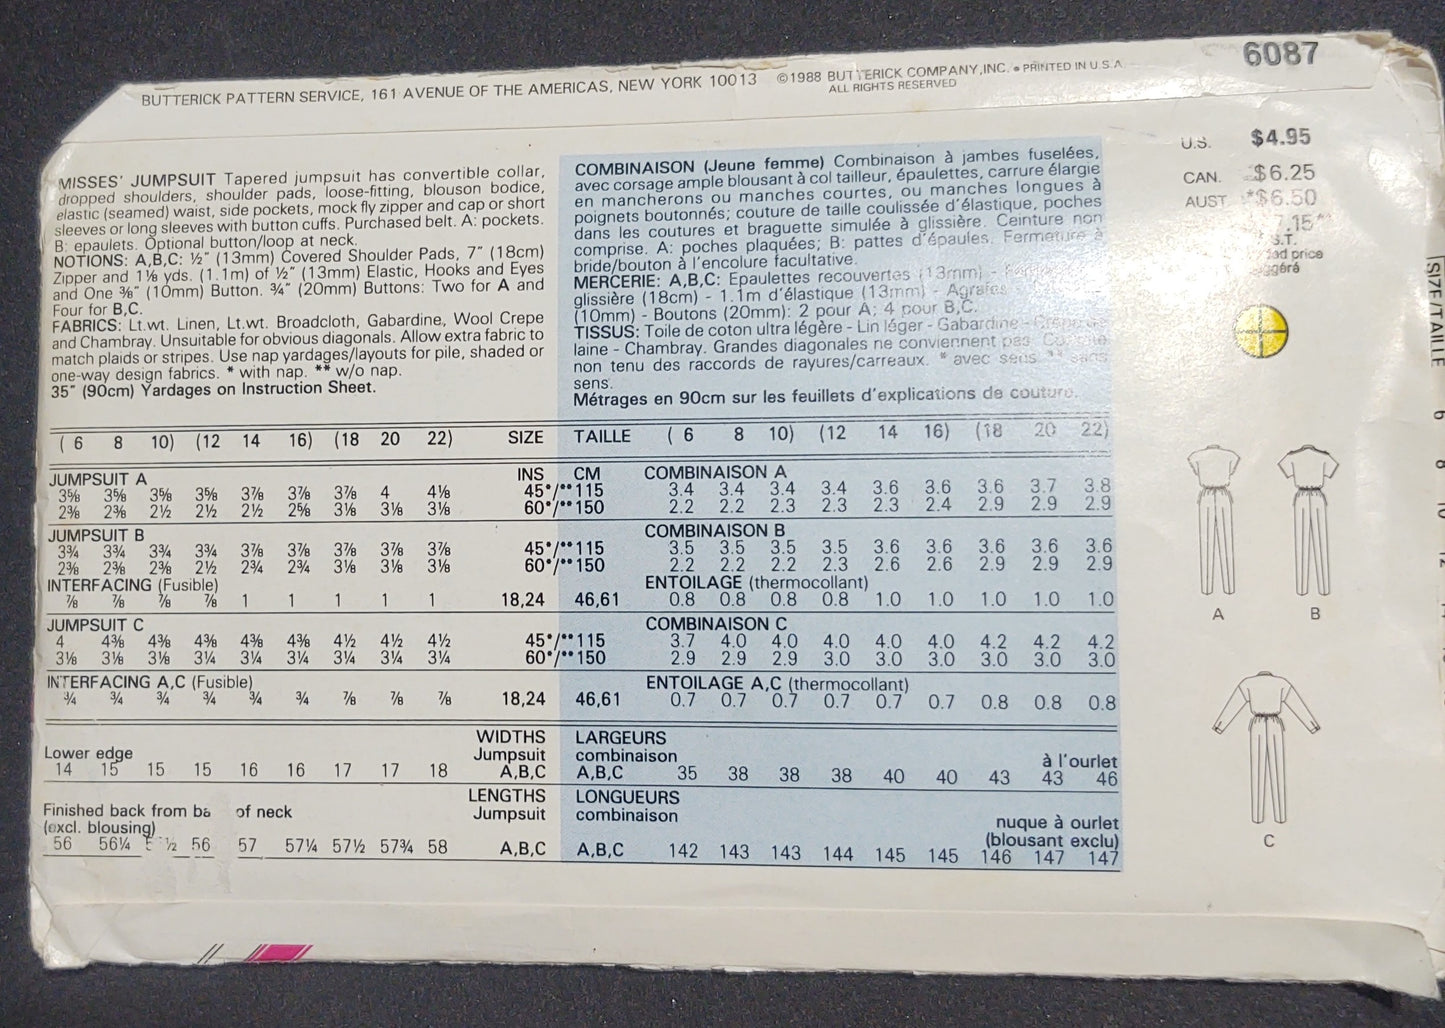 6087
BUTTERICK PATTERN SERVICE, 161 AVENUE OF THE AMERICAS, NEW YORK 10013 ©1988 BUTTERICK COMPANY, INC. • PRINTED IN U.S.A.
ALL RIGHTS RESERVED
MISSES' JUMPSUIT Tapered jumpsuit has convertible collar,
dropped shoulders, shoulder pads, loose-fitting, blouson bodice,
elastic (seamed) waist, side pockets, mock fly zipper and cap or short
sleeves or long sleeves with button cuffs. Purchased belt. A: pockets.
B: epaulets. Optional button/loop at neck.
NOTIONS: A,B,C: ½" (13mm) Covered Shoulder Pads, 7" (18cm)
Zipper and 1⅛ yds. (1.1m) of ½" (13mm) Elastic, Hooks and Eyes
and One ⅜" (10mm) Button. ¾" (20mm) Buttons: Two for A and
Four for B,C.
FABRICS: Lt.wt. Linen, Lt.wt. Broadcloth, Gabardine, Wool Crepe
and Chambray. Unsuitable for obvious diagonals. Allow extra fabric to
match plaids or stripes. Use nap yardages/layouts for pile, shaded or
one-way design fabrics. * with nap. ** w/o nap.
35" (90cm) Yardages on Instruction Sheet.
COMBINAISON (Jeune femme) Combinaison à jambes fuselées,
avec corsage ample blousant à col tailleur, épaulettes, carrure élargie
en mancherons ou manches courtes, ou manches longues à
poignets boutonnés; couture de taille coulissée d'élastique, poches
dans les coutures et braguette simulée à glissière. Ceinture non
comprise. A: poches plaquées; B: pattes d'épaules. Fermeture à
bride/bouton à l'encolure facultative.
MERCERIE: A,B,C: Epaulettes recouvertes (13mm) -
glissière (18cm) - 1.1m d'élastique (13mm) - Agrafes
(10mm) - Boutons (20mm): 2 pour A; 4 pour B,C.
TISSUS: Toile de coton ultra légère - Lin léger - Gabardine - Crêpe de
laine - Chambray. Grandes diagonales ne conviennent pas. Compte
non tenu des raccords de rayures/carreaux. * avec sens ** sans
sens.
Métrages en 90cm sur les feuillets d'explications de couture.
U.S. $4.95
CAN. $6.25
AUST. *$6.50
7.15**
S.T.
price
SIZE/TAILLE 6 8 10 12
( 6 8 10) (12 14 16) (18 20 22) SIZE TAILLE ( 6 8 10) (12 14 16) (18 20 22)
JUMPSUIT A INS CM COMBINAISON A
3⅝ 3⅝ 3⅝ 3⅝ 3⅞ 3⅞ 3⅞ 4 4⅛ 45*/**115 3.4 3.4 3.4 3.4 3.6 3.6 3.6 3.7 3.8
2⅜ 2⅜ 2½ 2½ 2½ 2⅝ 3⅛ 3⅛ 3⅛ 60*/**150 2.2 2.2 2.3 2.3 2.3 2.4 2.9 2.9 2.9
JUMPSUIT B COMBINAISON B
3¾ 3¾ 3¾ 3¾ 3⅞ 3⅞ 3⅞ 3⅞ 3⅞ 45*/**115 3.5 3.5 3.5 3.5 3.6 3.6 3.6 3.6 3.6
2⅜ 2⅜ 2⅜ 2½ 2¾ 2¾ 3⅛ 3⅛ 3⅛ 60*/**150 2.2 2.2 2.2 2.3 2.6 2.6 2.9 2.9 2.9
INTERFACING (Fusible) ENTOILAGE (thermocollant)
⅞ ⅞ ⅞ ⅞ 1 1 1 1 1 18,24 46,61 0.8 0.8 0.8 0.8 1.0 1.0 1.0 1.0 1.0
JUMPSUIT C COMBINAISON C
4 4⅜ 4⅜ 4⅜ 4⅜ 4⅜ 4½ 4½ 4½ 45*/**115 3.7 4.0 4.0 4.0 4.0 4.0 4.2 4.2 4.2
3⅛ 3⅛ 3⅛ 3¼ 3¼ 3¼ 3¼ 3¼ 3¼ 60*/**150 2.9 2.9 2.9 3.0 3.0 3.0 3.0 3.0 3.0
INTERFACING A,C (Fusible) ENTOILAGE A,C (thermocollant)
¾ ¾ ¾ ¾ ¾ ¾ ⅞ ⅞ ⅞ 18,24 46,61 0.7 0.7 0.7 0.7 0.7 0.7 0.8 0.8 0.8
WIDTHS LARGEURS
Lower edge Jumpsuit combinaison à l'ourlet
14 15 15 15 16 16 17 17 18 A,B,C A,B,C 35 38 38 38 40 40 43 43 46
LENGTHS LONGUEURS
Finished back from ba of neck Jumpsuit combinaison nuque à ourlet
(excl. blousing) (blousant exclu)
56 56¼ ½ 56 57 57¼ 57½ 57¾ 58 A,B,C A,B,C 142 143 143 144 145 145 146 147 147
A
B
C